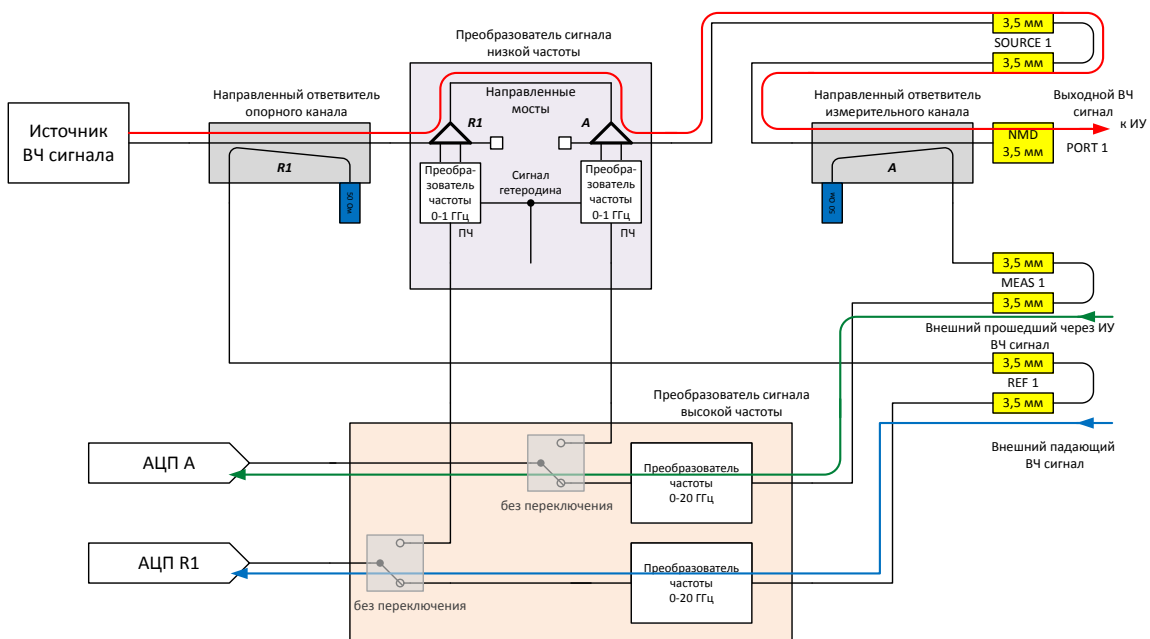 3,5 мм
SOURCE 1
3,5 мм
Преобразователь сигнала
низкой частоты
Направленный ответвитель
опорного канала
Направленные
мосты
Направленный ответвитель
измерительного канала
Выходной ВЧ
сигнал
к ИУ
Источник
ВЧ сигнала
R1
A
NMD
3,5 мм
PORT 1
R1
50 Ом
Преобра-
зователь
частоты
0-1 ГГц
ПЧ
Сигнал
гетеродина
Преобра-
зователь
частоты
0-1 ГГц
ПЧ
A
50 Ом
3,5 мм
MEAS 1
3,5 мм
Внешний прошедший через ИУ
ВЧ сигнал
3,5 мм
REF 1
3,5 мм
Преобразователь сигнала
высокой частоты
Внешний падающий
ВЧ сигнал
АЦП A
Преобразователь
частоты
0-20 ГГц
без переключения
АЦП R1
Преобразователь
частоты
0-20 ГГц
без переключения